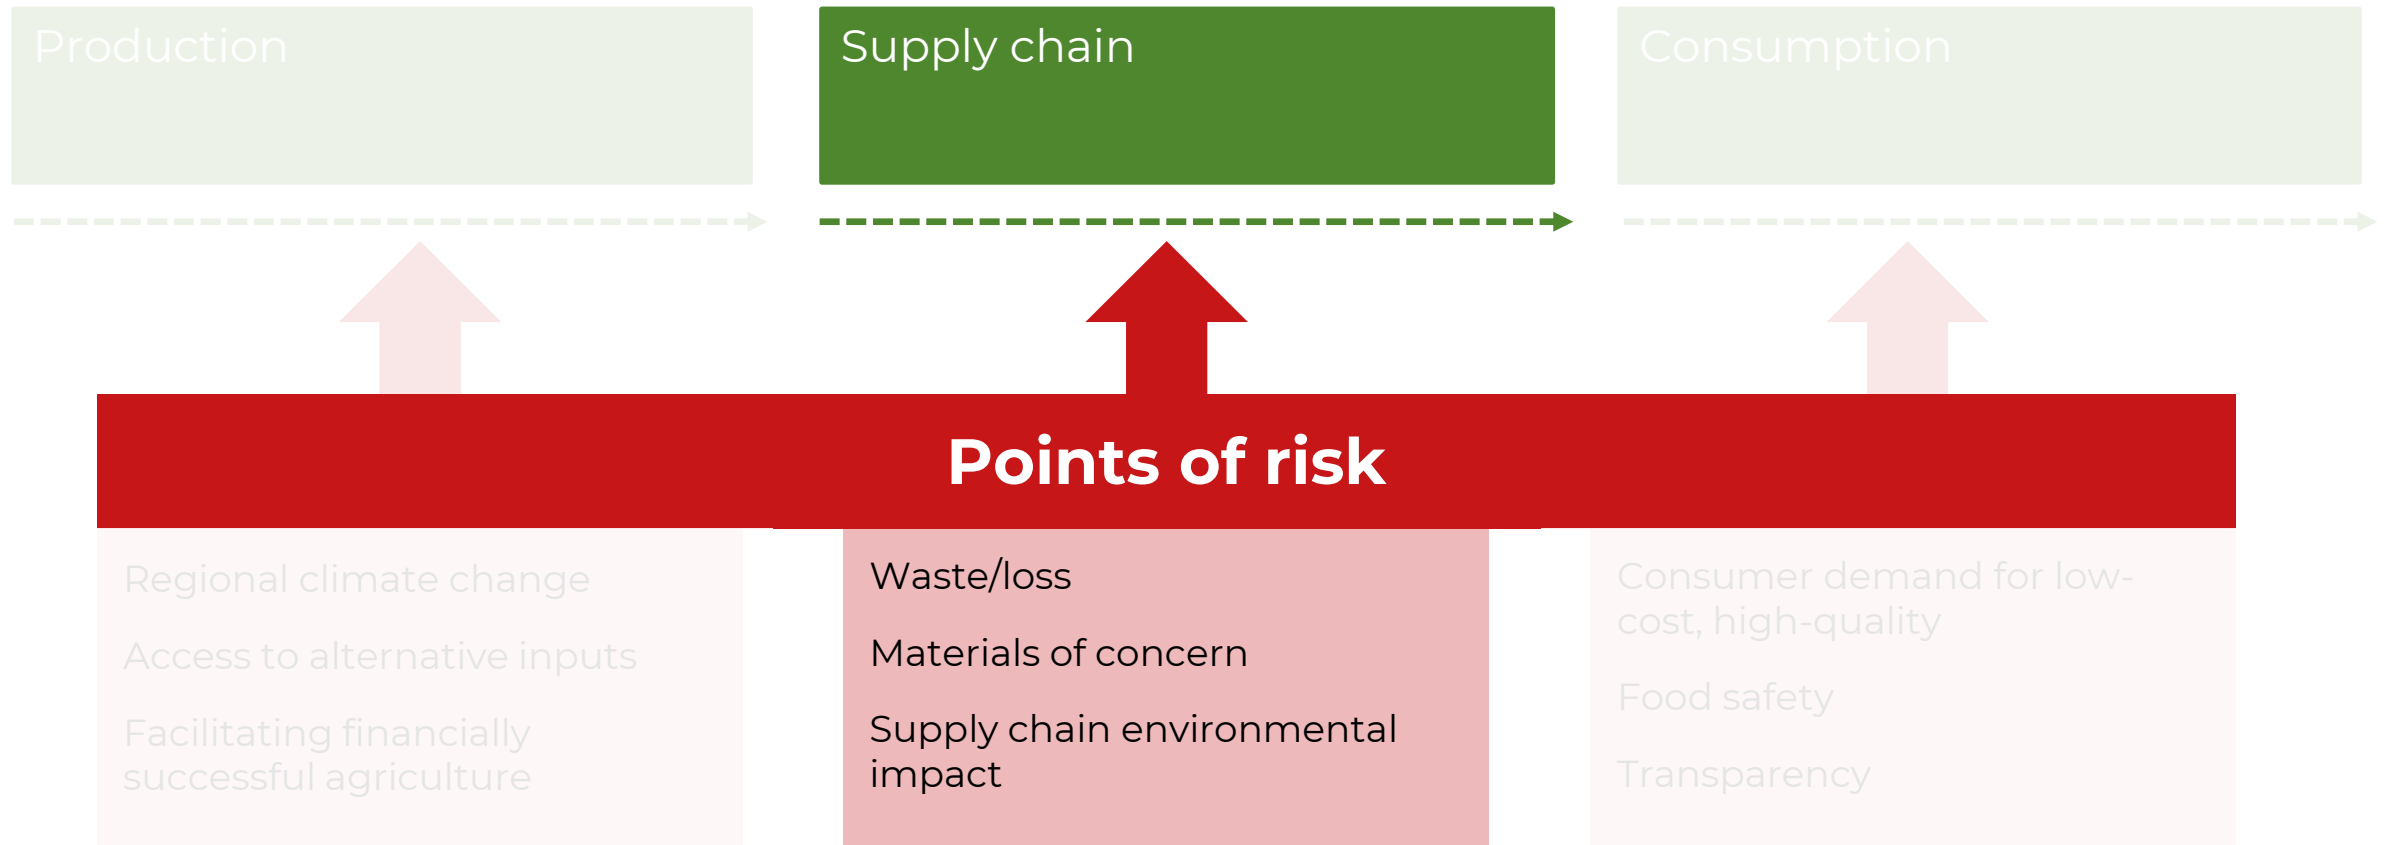 Production
Supply chain
Consumption
Points of risk
Regional climate change
Access to alternative inputs
Facilitating financially
successful agriculture
Waste/loss
Materials of concern
Supply chain environmental
impact
Consumer demand for low-
cost, high-quality
Food safety
Transparency